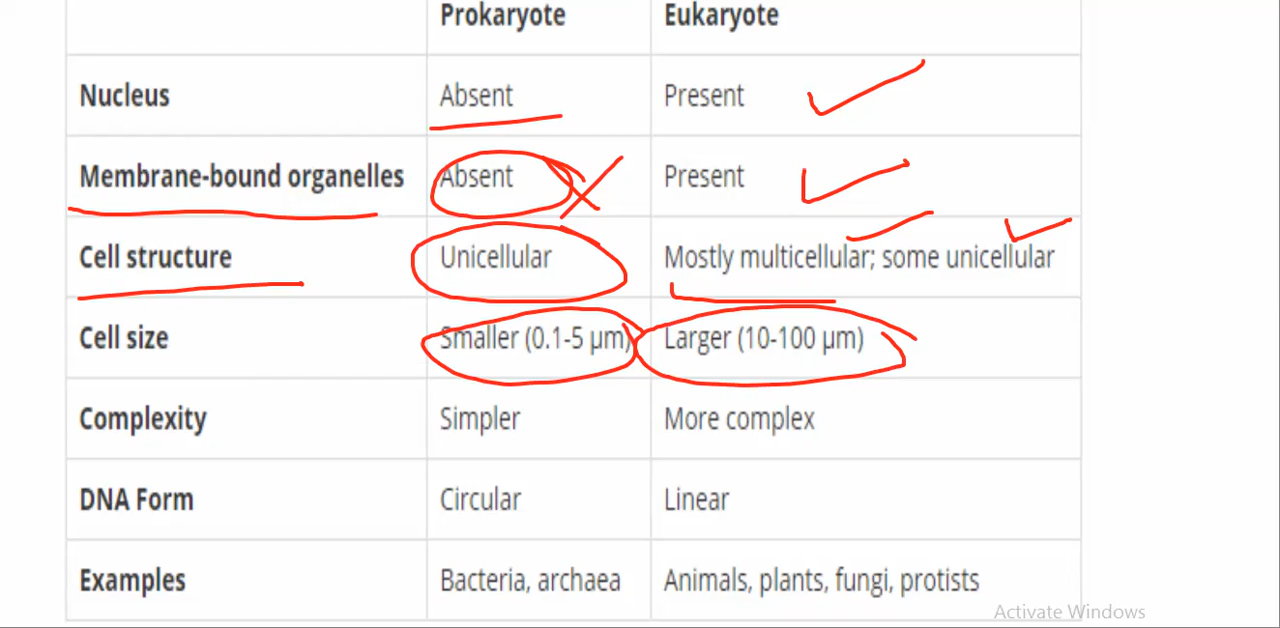 Prokaryote Eukaryote
Nucleus Absent Present
Membrane-bound organelles Absent Present
Cell structure Unicellular Mostly multicellular; some unicellular
Cell size Smaller (0.1-5 μm) Larger (10-100 μm)
Complexity Simpler More complex
DNA Form Circular Linear
Examples Bacteria, archaea Animals, plants, fungi, protists
Activate Windows